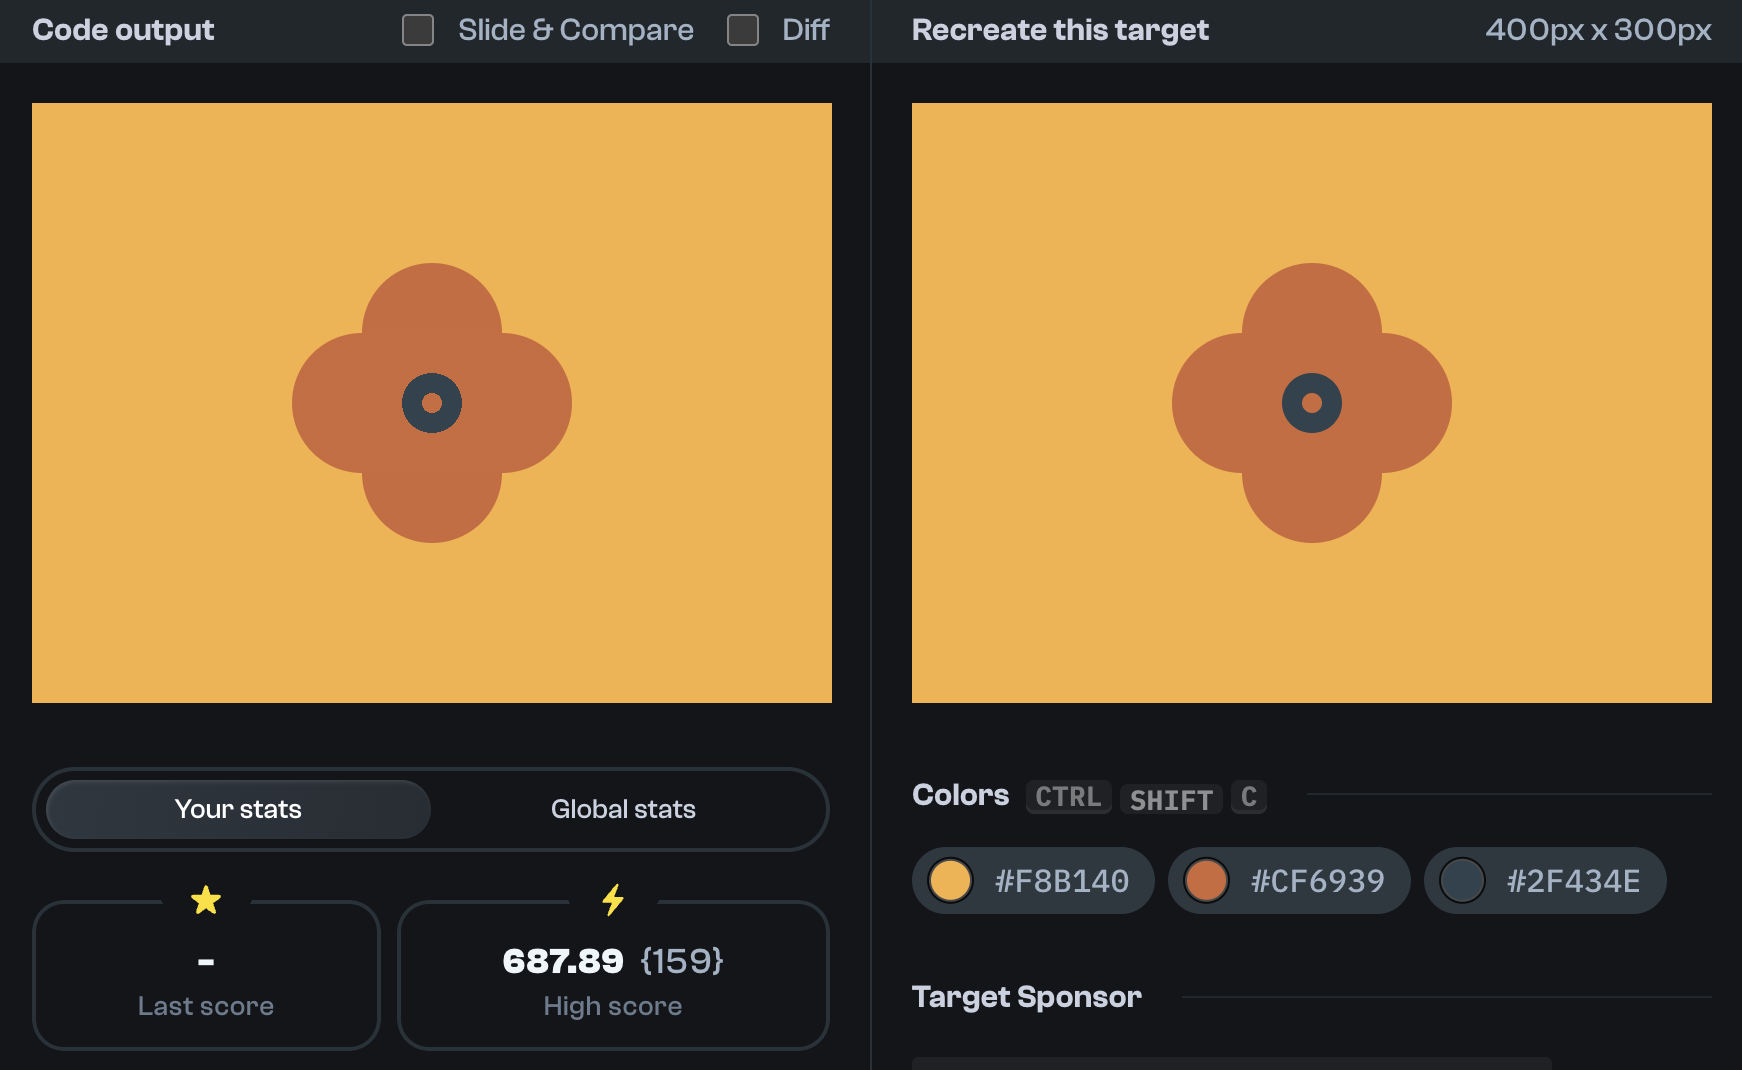 Code output
Slide & Compare
Diff
Recreate this target
400px x 300px
Your stats
Global stats
-
Last score
687.89 {159}
High score
Colors CTRL SHIFT C
#F8B140
#CF6939
#2F434E
Target Sponsor